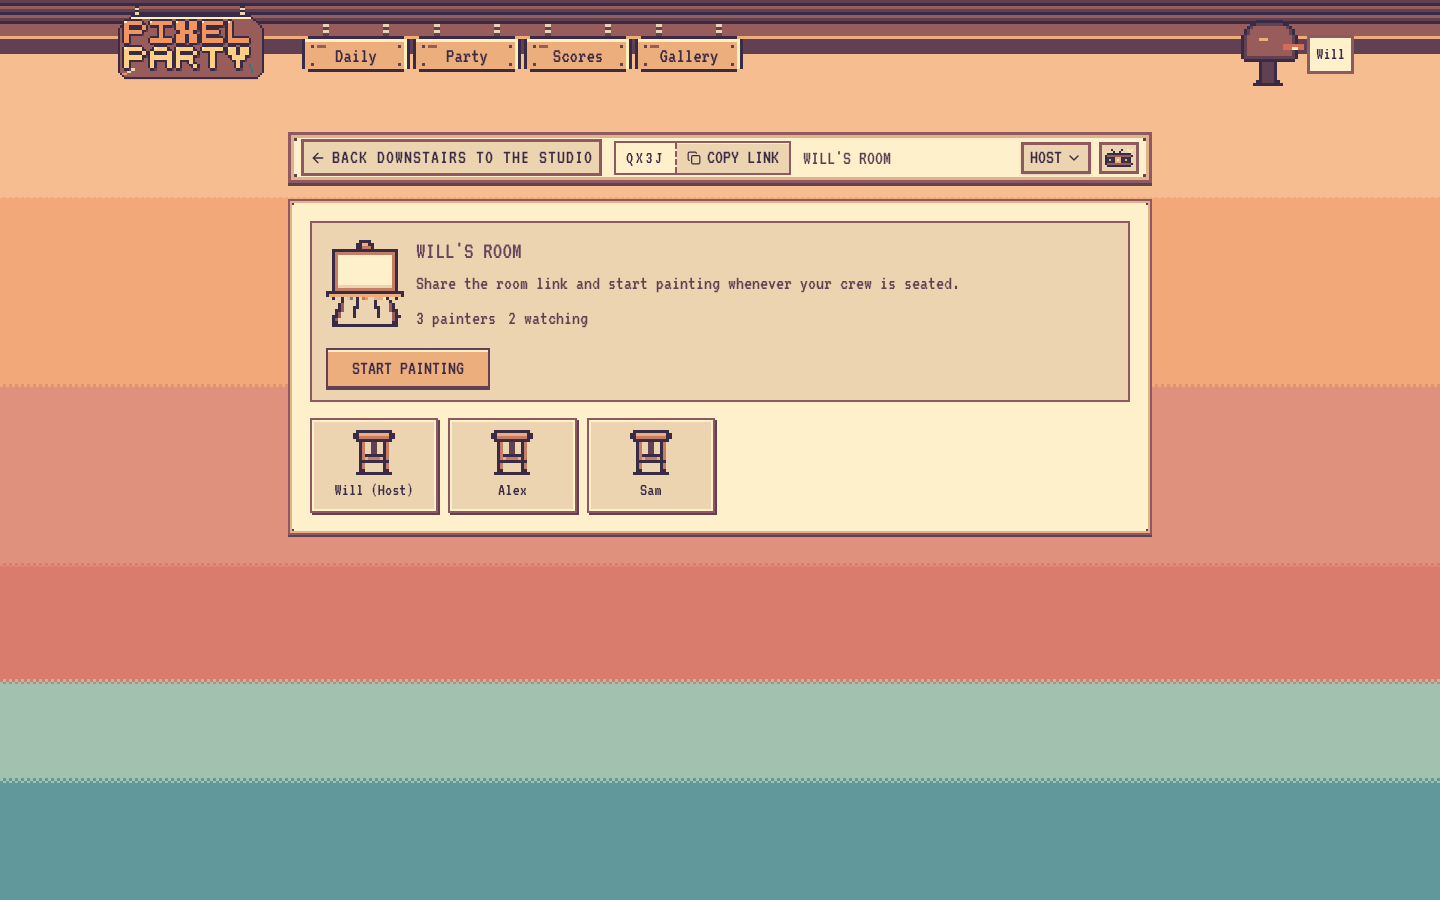 PIXEL
PARTY
Daily
Party
Scores
Gallery
Will
BACK DOWNSTAIRS TO THE STUDIO
QX3J
COPY LINK
WILL'S ROOM
HOST
WILL'S ROOM
Share the room link and start painting whenever your crew is seated.
3 painters 2 watching
START PAINTING
Will (Host)
Alex
Sam